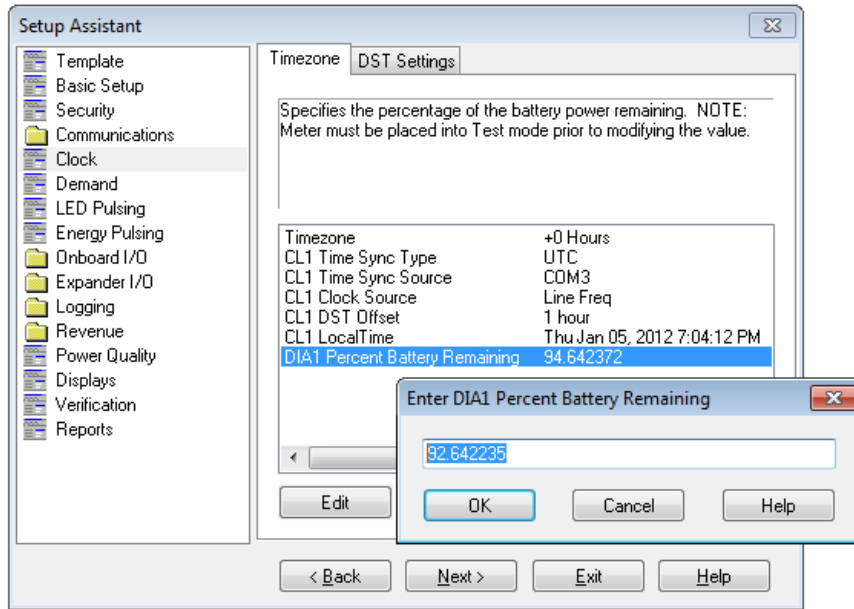 Setup Assistant
Template
Basic Setup
Security
Communications
Clock
Demand
LED Pulsing
Energy Pulsing
Onboard I/O
Expander I/O
Logging
Revenue
Power Quality
Displays
Verification
Reports
Timezone DST Settings
Specifies the percentage of the battery power remaining. NOTE:
Meter must be placed into Test mode prior to modifying the value.
Timezone +0 Hours
CL1 Time Sync Type UTC
CL1 Time Sync Source COM3
CL1 Clock Source Line Freq
CL1 DST Offset 1 hour
CL1 LocalTime Thu Jan 05, 2012 7:04:12 PM
DIA1 Percent Battery Remaining 94.642372
Enter DIA1 Percent Battery Remaining
92.642235
OK Cancel Help
Edit
< Back Next > Exit Help